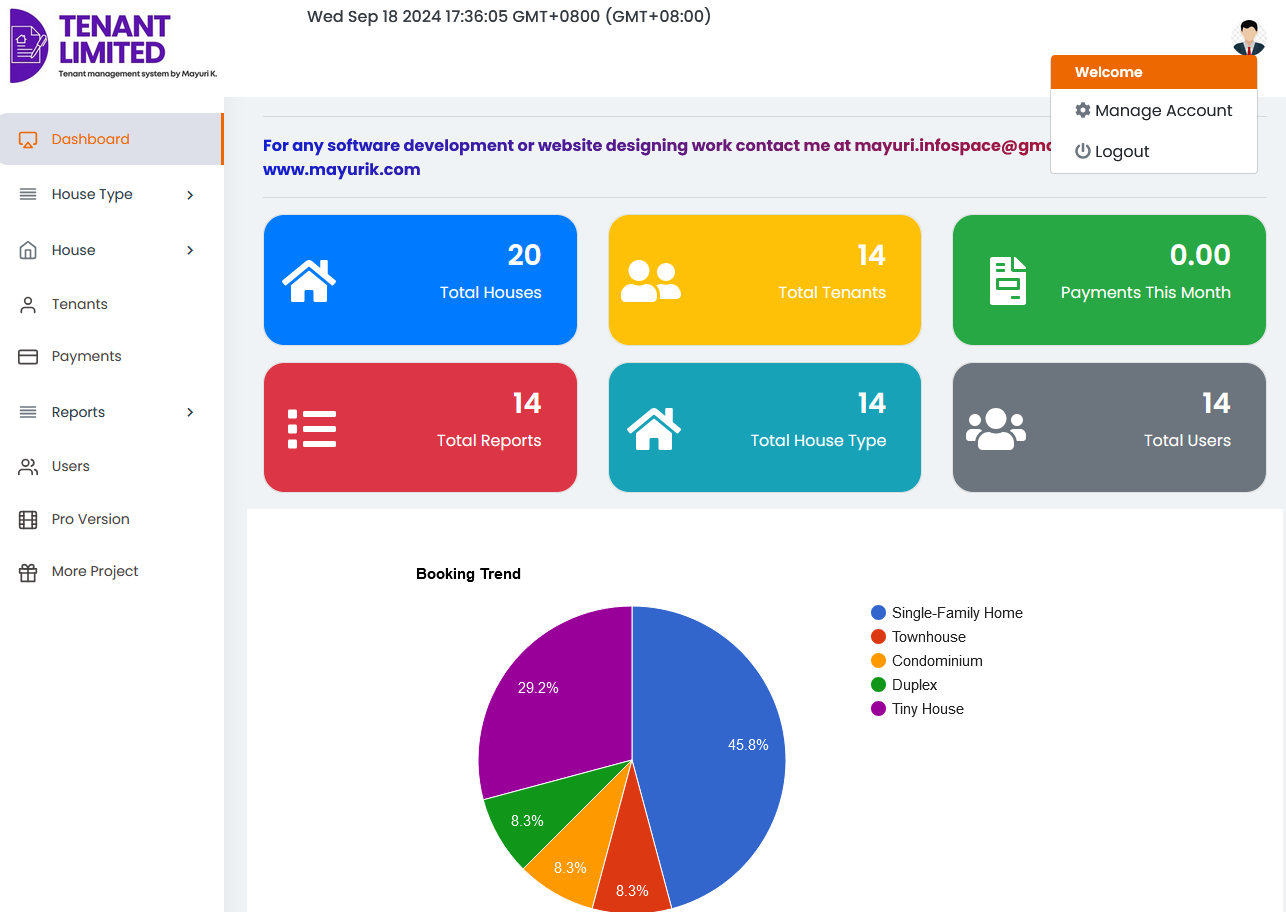 TENANT
LIMITED
Tenant management system by Mayuri K.
Wed Sep 18 2024 17:36:05 GMT+0800 (GMT+08:00)
Welcome
Manage Account
Logout
Dashboard
House Type
House
Tenants
Payments
Reports
Users
Pro Version
More Project
For any software development or website designing work contact me at mayuri.infospace@gm
www.mayurik.com
20
Total Houses
14
Total Tenants
0.00
Payments This Month
14
Total Reports
14
Total House Type
14
Total Users
Booking Trend
Single-Family Home
Townhouse
Condominium
Duplex
Tiny House
29.2%
45.8%
8.3%
8.3%
8.3%